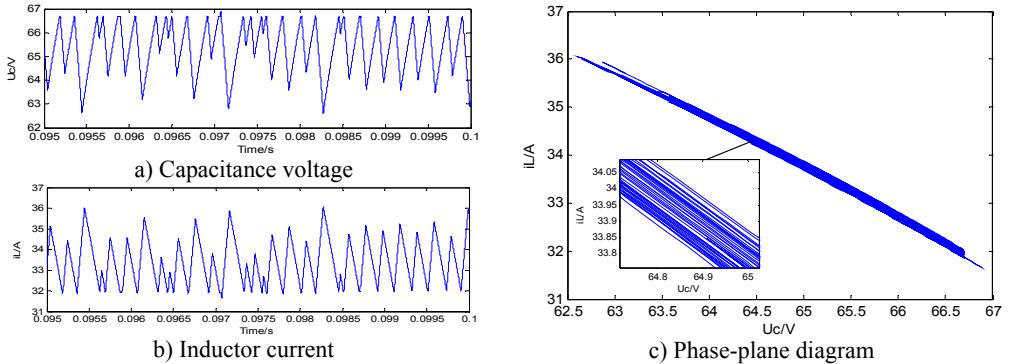 67
66
65
64
63
62
Uc/V
0.095 0.0955 0.096 0.0965 0.097 0.0975 0.098 0.0985 0.099 0.0995 0.1
Time/s
a) Capacitance voltage
37
36
35
34
33
32
31
iL/A
0.095 0.0955 0.096 0.0965 0.097 0.0975 0.098 0.0985 0.099 0.0995 0.1
Time/s
b) Inductor current
37
36
35
34
33
32
31
iL/A
62.5 63 63.5 64 64.5 65 65.5 66 66.5 67
Uc/V
34.05
34
33.95
33.9
33.85
33.8
iL/A
64.8 64.9 65
Uc/V
c) Phase-plane diagram